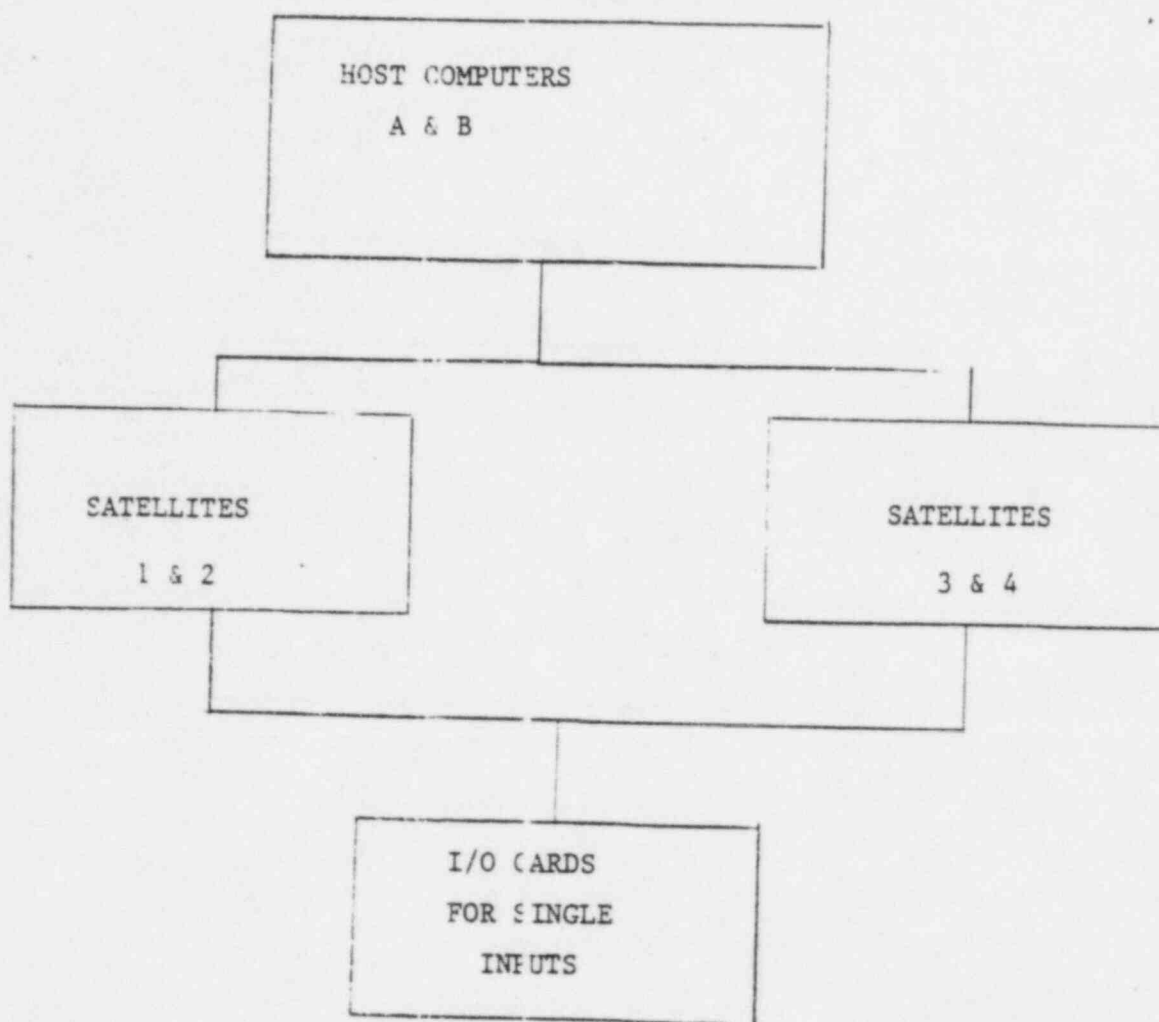 HOST COMPUTERS
A & B
SATELLITES
1 & 2
SATELLITES
3 & 4
I/O CARDS
FOR SINGLE
INPUTS